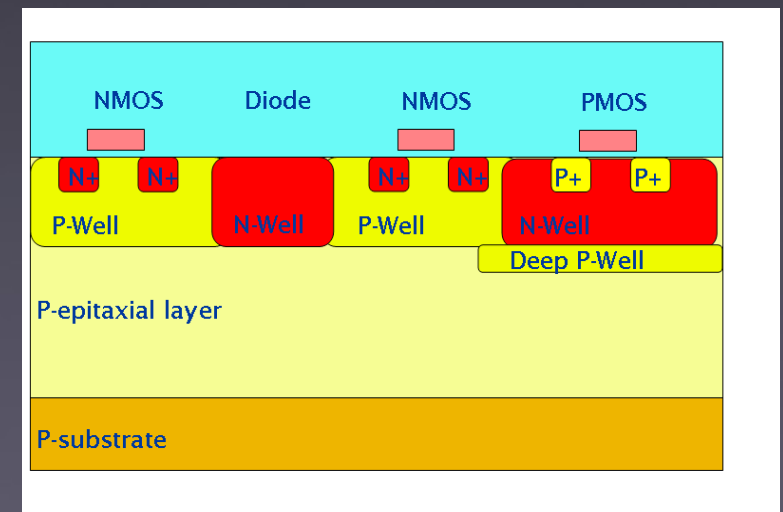 NMOS Diode NMOS PMOS
N+ N+ N+ N+ P+ P+
P-Well N-Well P-Well N-Well
Deep P-Well
P-epitaxial layer
P-substrate